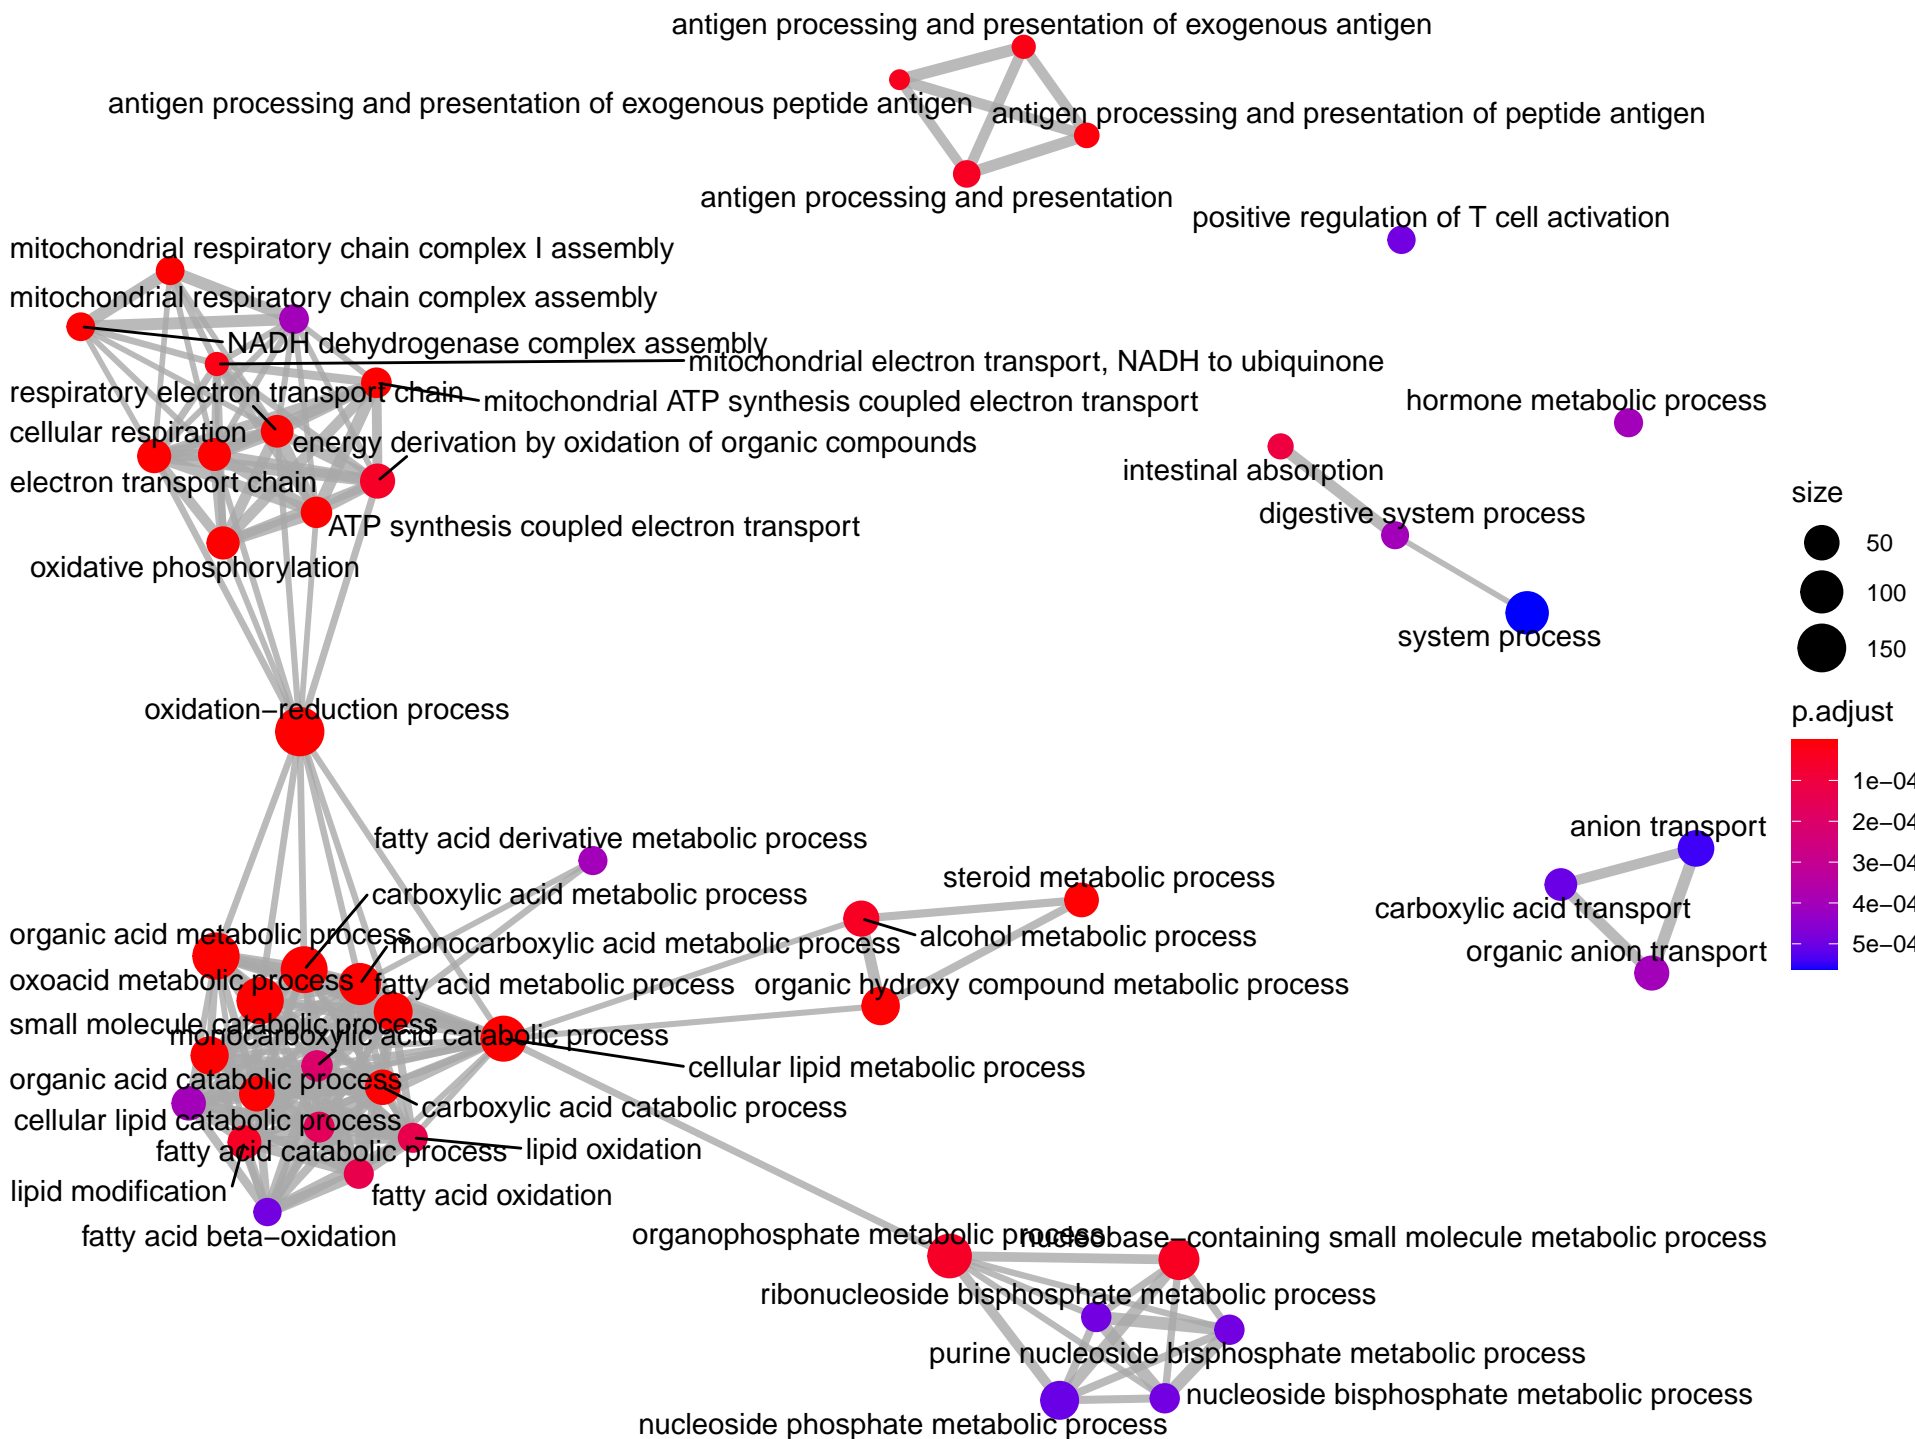 antigen processing and presentation of exogenous antigen
antigen processing and presentation of exogenous peptide antigen
antigen processing and presentation of peptide antigen
antigen processing and presentation
positive regulation of T cell activation
mitochondrial respiratory chain complex I assembly
mitochondrial respiratory chain complex assembly
NADH dehydrogenase complex assembly
mitochondrial electron transport, NADH to ubiquinone
respiratory electron transport chain
mitochondrial ATP synthesis coupled electron transport
hormone metabolic process
cellular respiration
energy derivation by oxidation of organic compounds
intestinal absorption
electron transport chain
size
digestive system process
ATP synthesis coupled electron transport
50
oxidative phosphorylation
100
system process
150
oxidation−reduction process
p.adjust
1e−04
2e−04
3e−04
4e−04
5e−04
anion transport
fatty acid derivative metabolic process
steroid metabolic process
carboxylic acid metabolic process
carboxylic acid transport
organic acid metabolic process
monocarboxylic acid metabolic process
alcohol metabolic process
organic anion transport
oxoacid metabolic process
fatty acid metabolic process
organic hydroxy compound metabolic process
small molecule catabolic process
monocarboxylic acid catabolic process
cellular lipid metabolic process
organic acid catabolic process
carboxylic acid catabolic process
cellular lipid catabolic process
fatty acid catabolic process
lipid oxidation
lipid modification
fatty acid oxidation
fatty acid beta−oxidation
organophosphate metabolic process
nucleobase−containing small molecule metabolic process
ribonucleoside bisphosphate metabolic process
purine nucleoside bisphosphate metabolic process
nucleoside bisphosphate metabolic process
nucleoside phosphate metabolic process